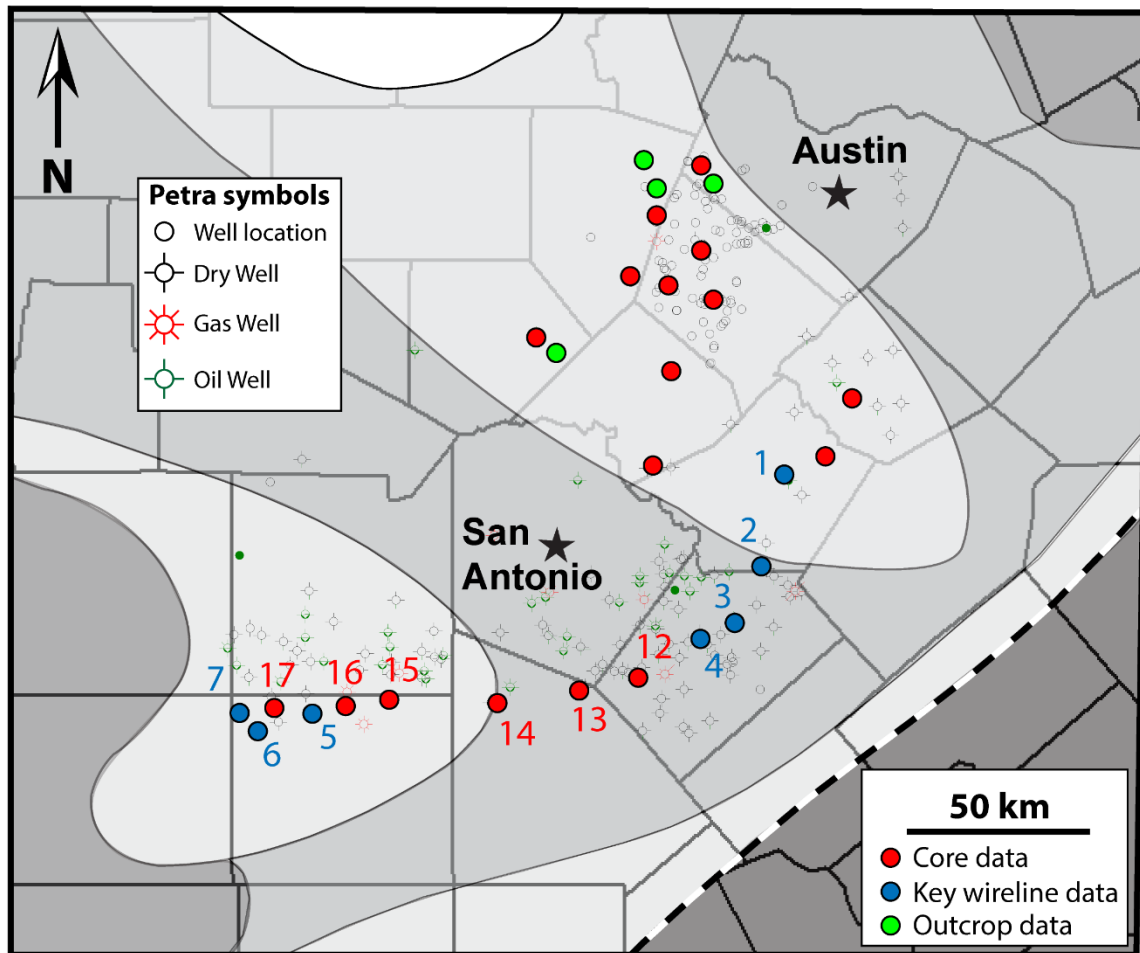 N
Austin
Petra symbols
Well location
Dry Well
Gas Well
Oil Well
1
San
Antonio
2
3
12
4
7
17
16
15
14
13
6
5
50 km
Core data
Key wireline data
Outcrop data